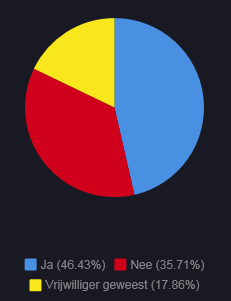 Ja (46.43%) Nee (35.71%)
Vrijwilliger geweest (17.86%)